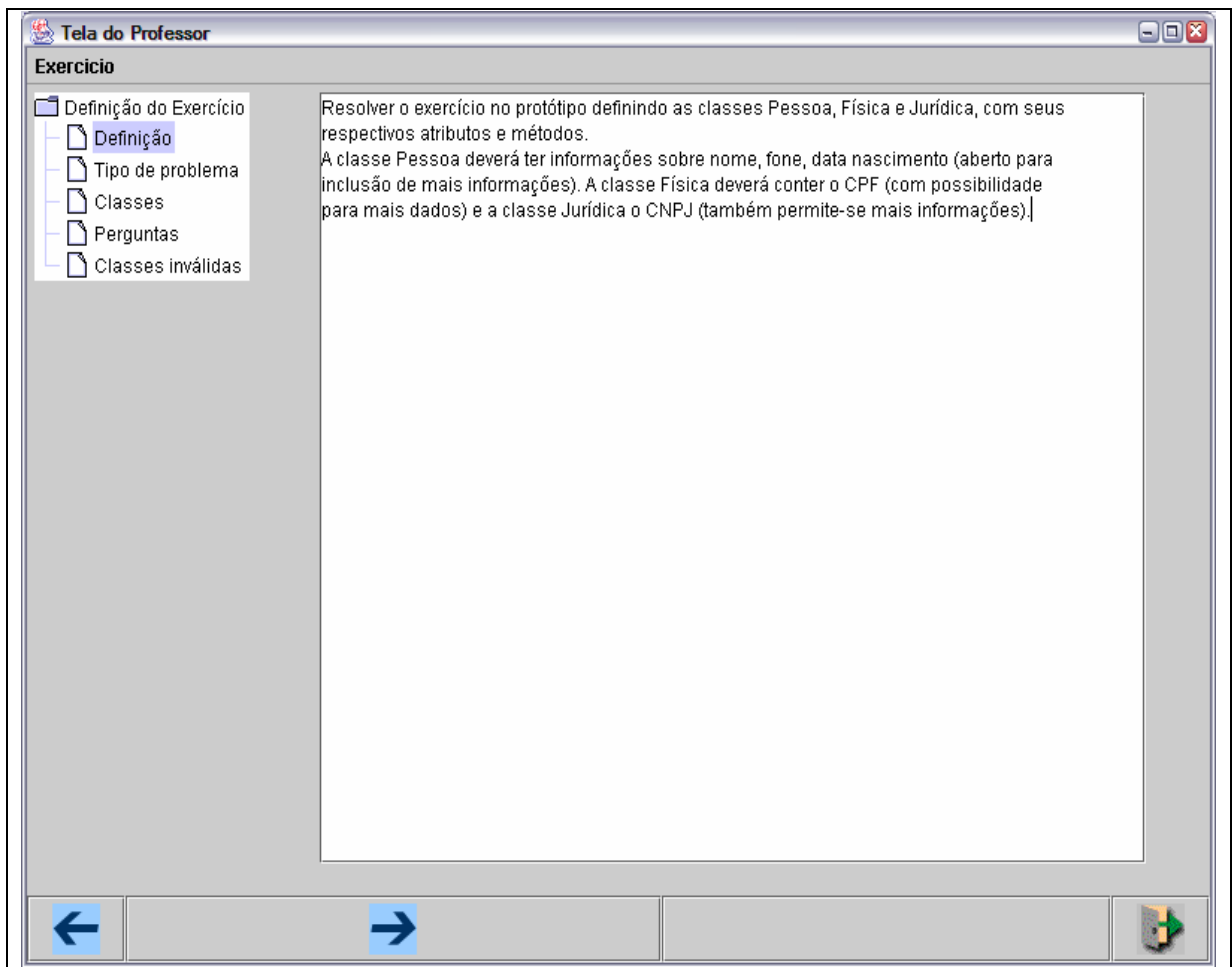 Tela do Professor
Exercicio
Definição do Exercício
Definição
Tipo de problema
Classes
Perguntas
Classes inválidas
Resolver o exercício no protótipo definindo as classes Pessoa, Física e Jurídica, com seus
respectivos atributos e métodos.
A classe Pessoa deverá ter informações sobre nome, fone, data nascimento (aberto para
inclusão de mais informações). A classe Física deverá conter o CPF (com possibilidade
para mais dados) e a classe Jurídica o CNPJ (também permite-se mais informações).